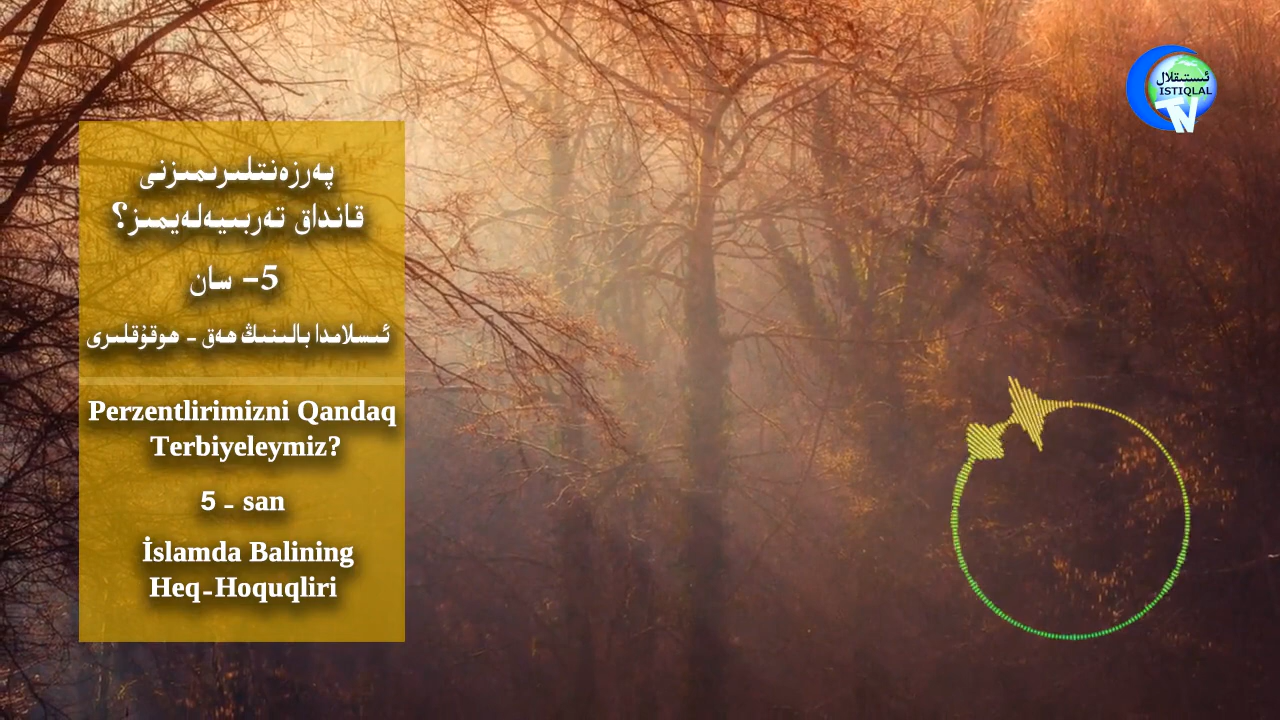 پەرزەنتلىرىمىزنى
قانداق تەربىيەلەيمىز؟
5- سان
ئىسلامدا بالىنىڭ ھەق - ھوقۇقلىرى
Perzentlirimizni Qandaq
Terbiyeleymiz?
5 - san
İslamda Balining
Heq-Hoquqliri
ئىستىقلال
ISTIQLAL
TV